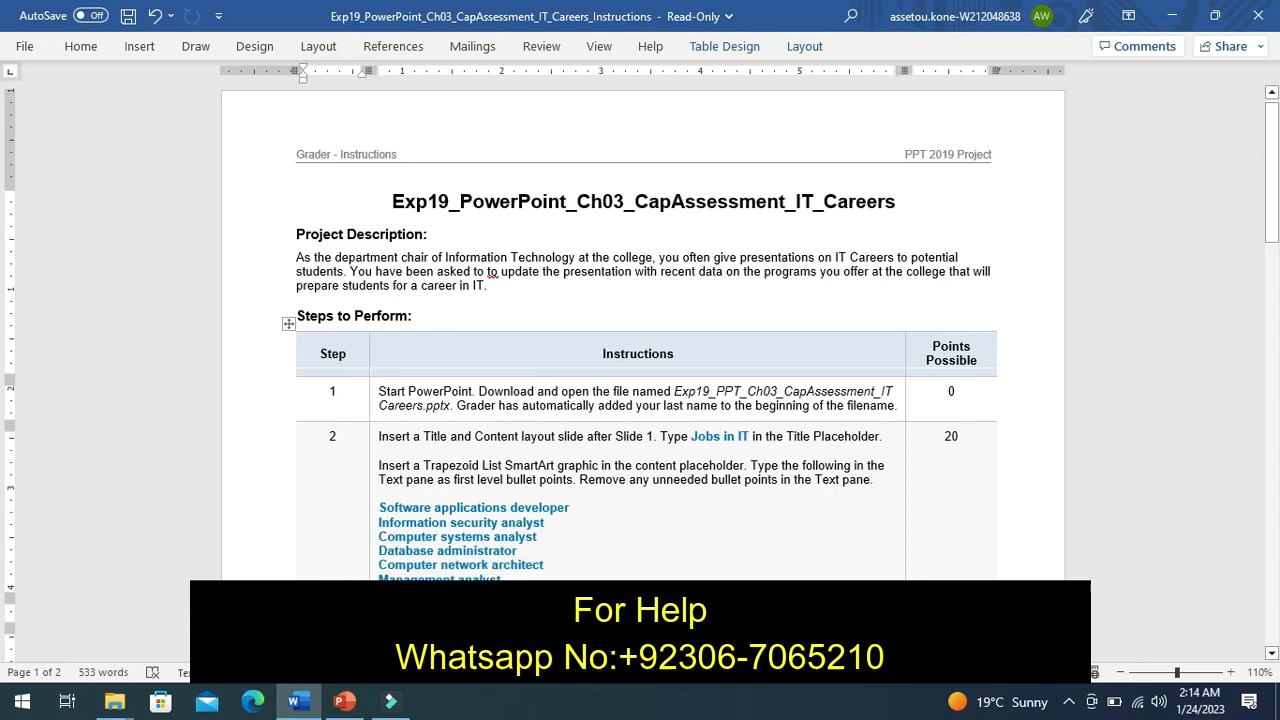 AutoSave Off Exp19_PowerPoint_Ch03_CapAssessment_IT_Careers_Instructions - Read-Only assetou.kone-W212048638 AW
File Home Insert Draw Design Layout References Mailings Review View Help Table Design Layout Comments Share
1 2 3 4 5
Grader - Instructions PPT 2019 Project
Exp19_PowerPoint_Ch03_CapAssessment_IT_Careers
Project Description:
As the department chair of Information Technology at the college, you often give presentations on IT Careers to potential
students. You have been asked to to update the presentation with recent data on the programs you offer at the college that will
prepare students for a career in IT.
Steps to Perform:
Step Instructions Points
Possible
1 Start PowerPoint. Download and open the file named Exp19_PPT_Ch03_CapAssessment_IT 0
Careers.pptx. Grader has automatically added your last name to the beginning of the filename.
2 Insert a Title and Content layout slide after Slide 1. Type Jobs in IT in the Title Placeholder. 20
Insert a Trapezoid List SmartArt graphic in the content placeholder. Type the following in the
Text pane as first level bullet points. Remove any unneeded bullet points in the Text pane.
Software applications developer
Information security analyst
Computer systems analyst
Database administrator
Computer network architect
Management analyst
For Help
Whatsapp No:+92306-7065210
Page 1 of 2 533 words 110%
19°C Sunny 2:14 AM
1/24/2023